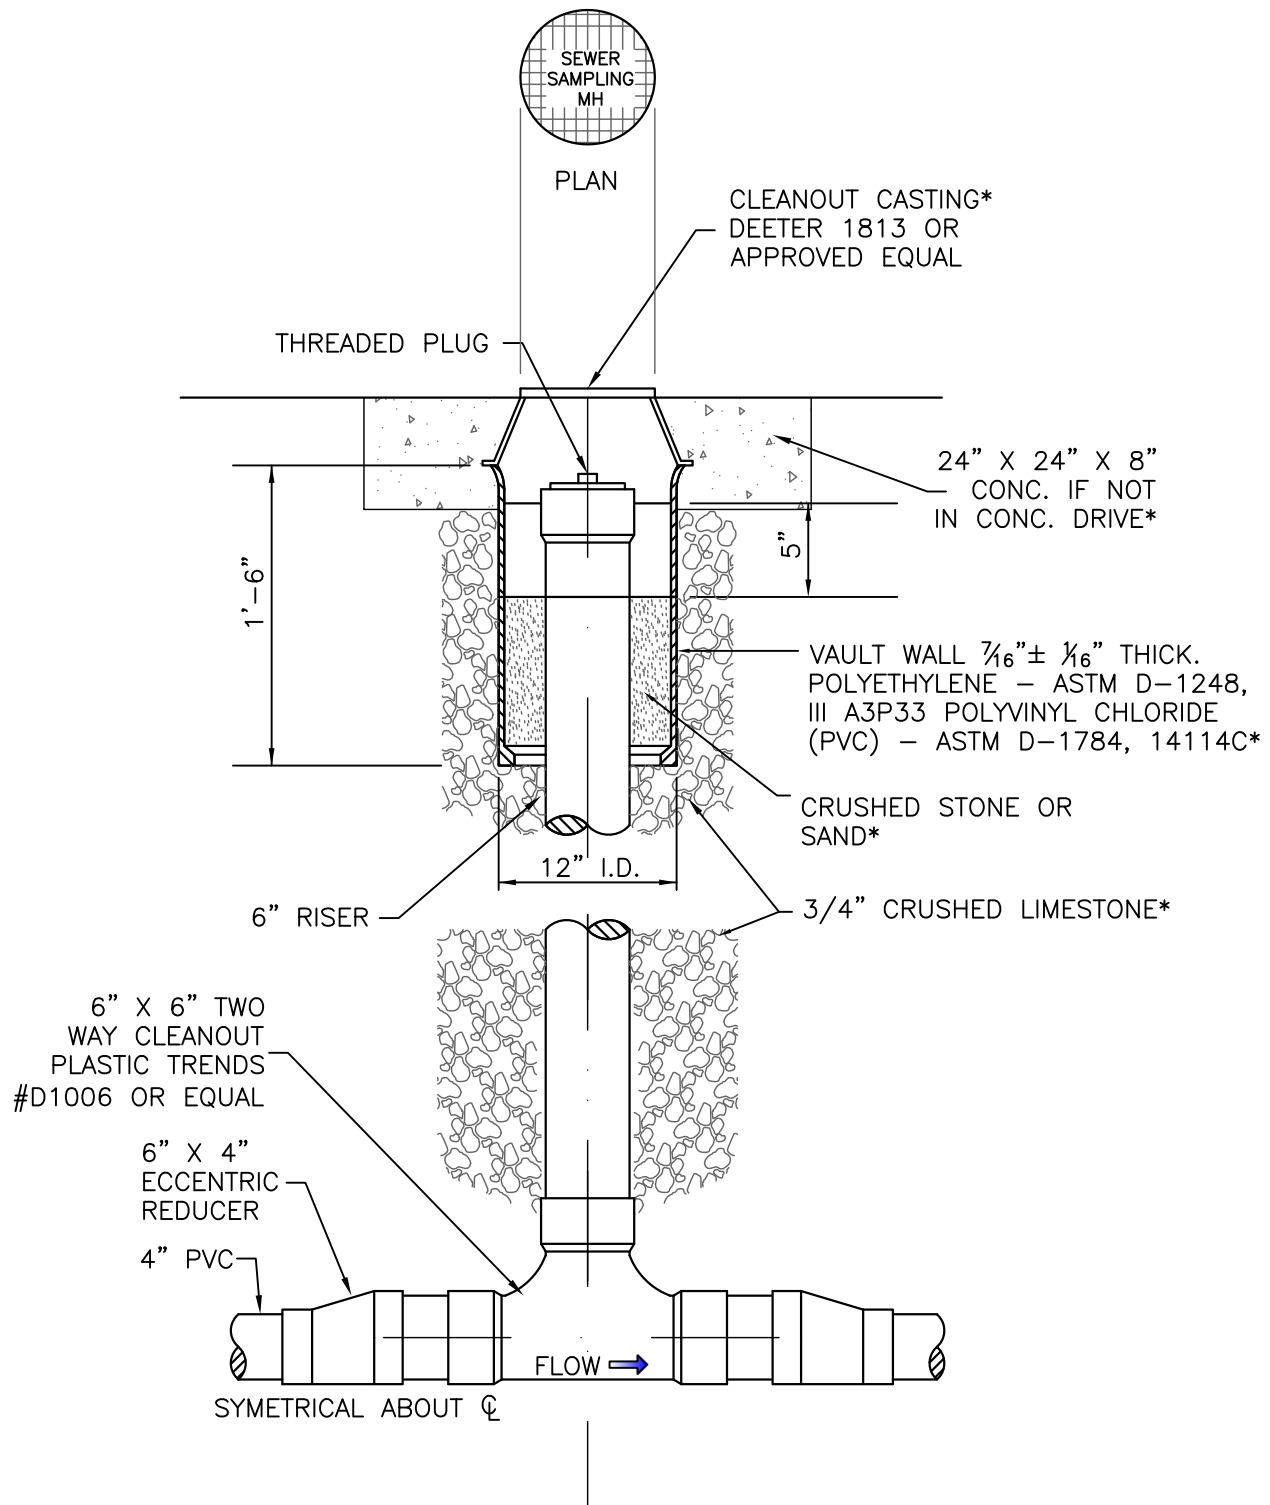 SEWER
SAMPLING
MH
PLAN
CLEANOUT CASTING*
DEETER 1813 OR
APPROVED EQUAL
THREADED PLUG
24" X 24" X 8"
CONC. IF NOT
IN CONC. DRIVE*
1'-6"
5"
VAULT WALL 7/16"± 1/16" THICK.
POLYETHYLENE – ASTM D-1248,
III A3P33 POLYVINYL CHLORIDE
(PVC) – ASTM D-1784, 14114C*
CRUSHED STONE OR
SAND*
12" I.D.
6" RISER
3/4" CRUSHED LIMESTONE*
6" X 6" TWO
WAY CLEANOUT
PLASTIC TRENDS
#D1006 OR EQUAL
6" X 4"
ECCENTRIC
REDUCER
4" PVC
FLOW
SYMETRICAL ABOUT ℄